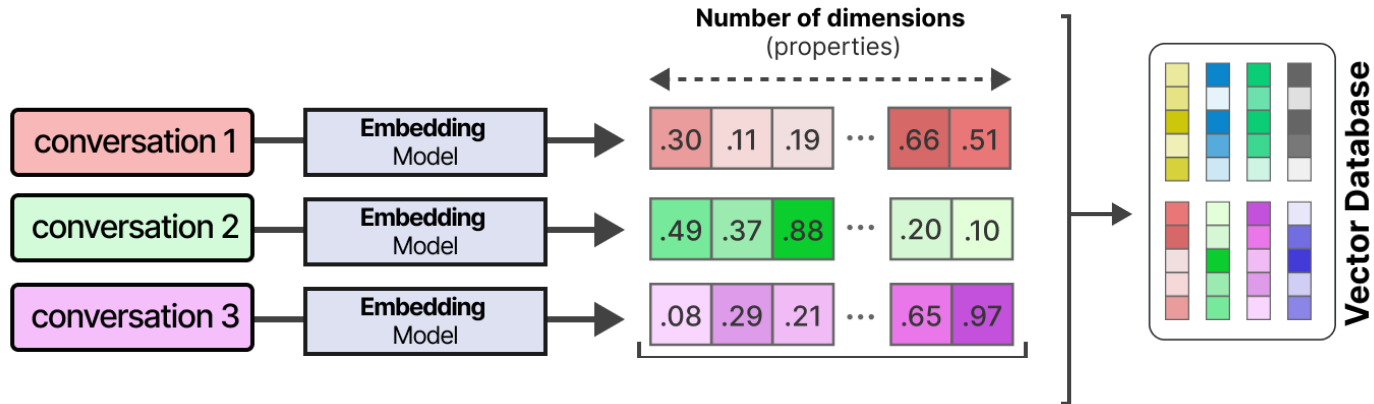 Number of dimensions
(properties)
conversation 1
Embedding
Model
.30 .11 .19 ... .66 .51
conversation 2
Embedding
Model
.49 .37 .88 ... .20 .10
conversation 3
Embedding
Model
.08 .29 .21 ... .65 .97
Vector Database